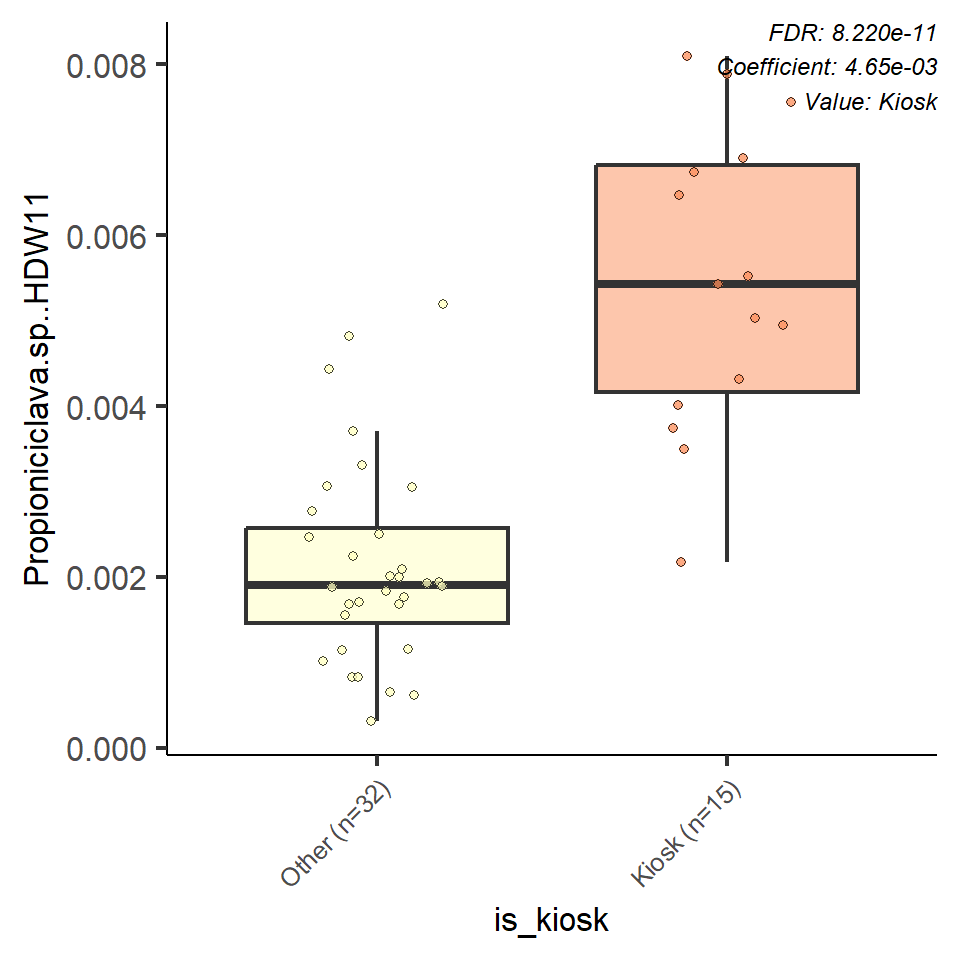 FDR: 8.220e-11
Coefficient: 4.65e-03
Value: Kiosk
0.008
0.006
0.004
0.002
0.000
Propioniciclava.sp..HDW11
Other (n=32)
Kiosk (n=15)
is_kiosk